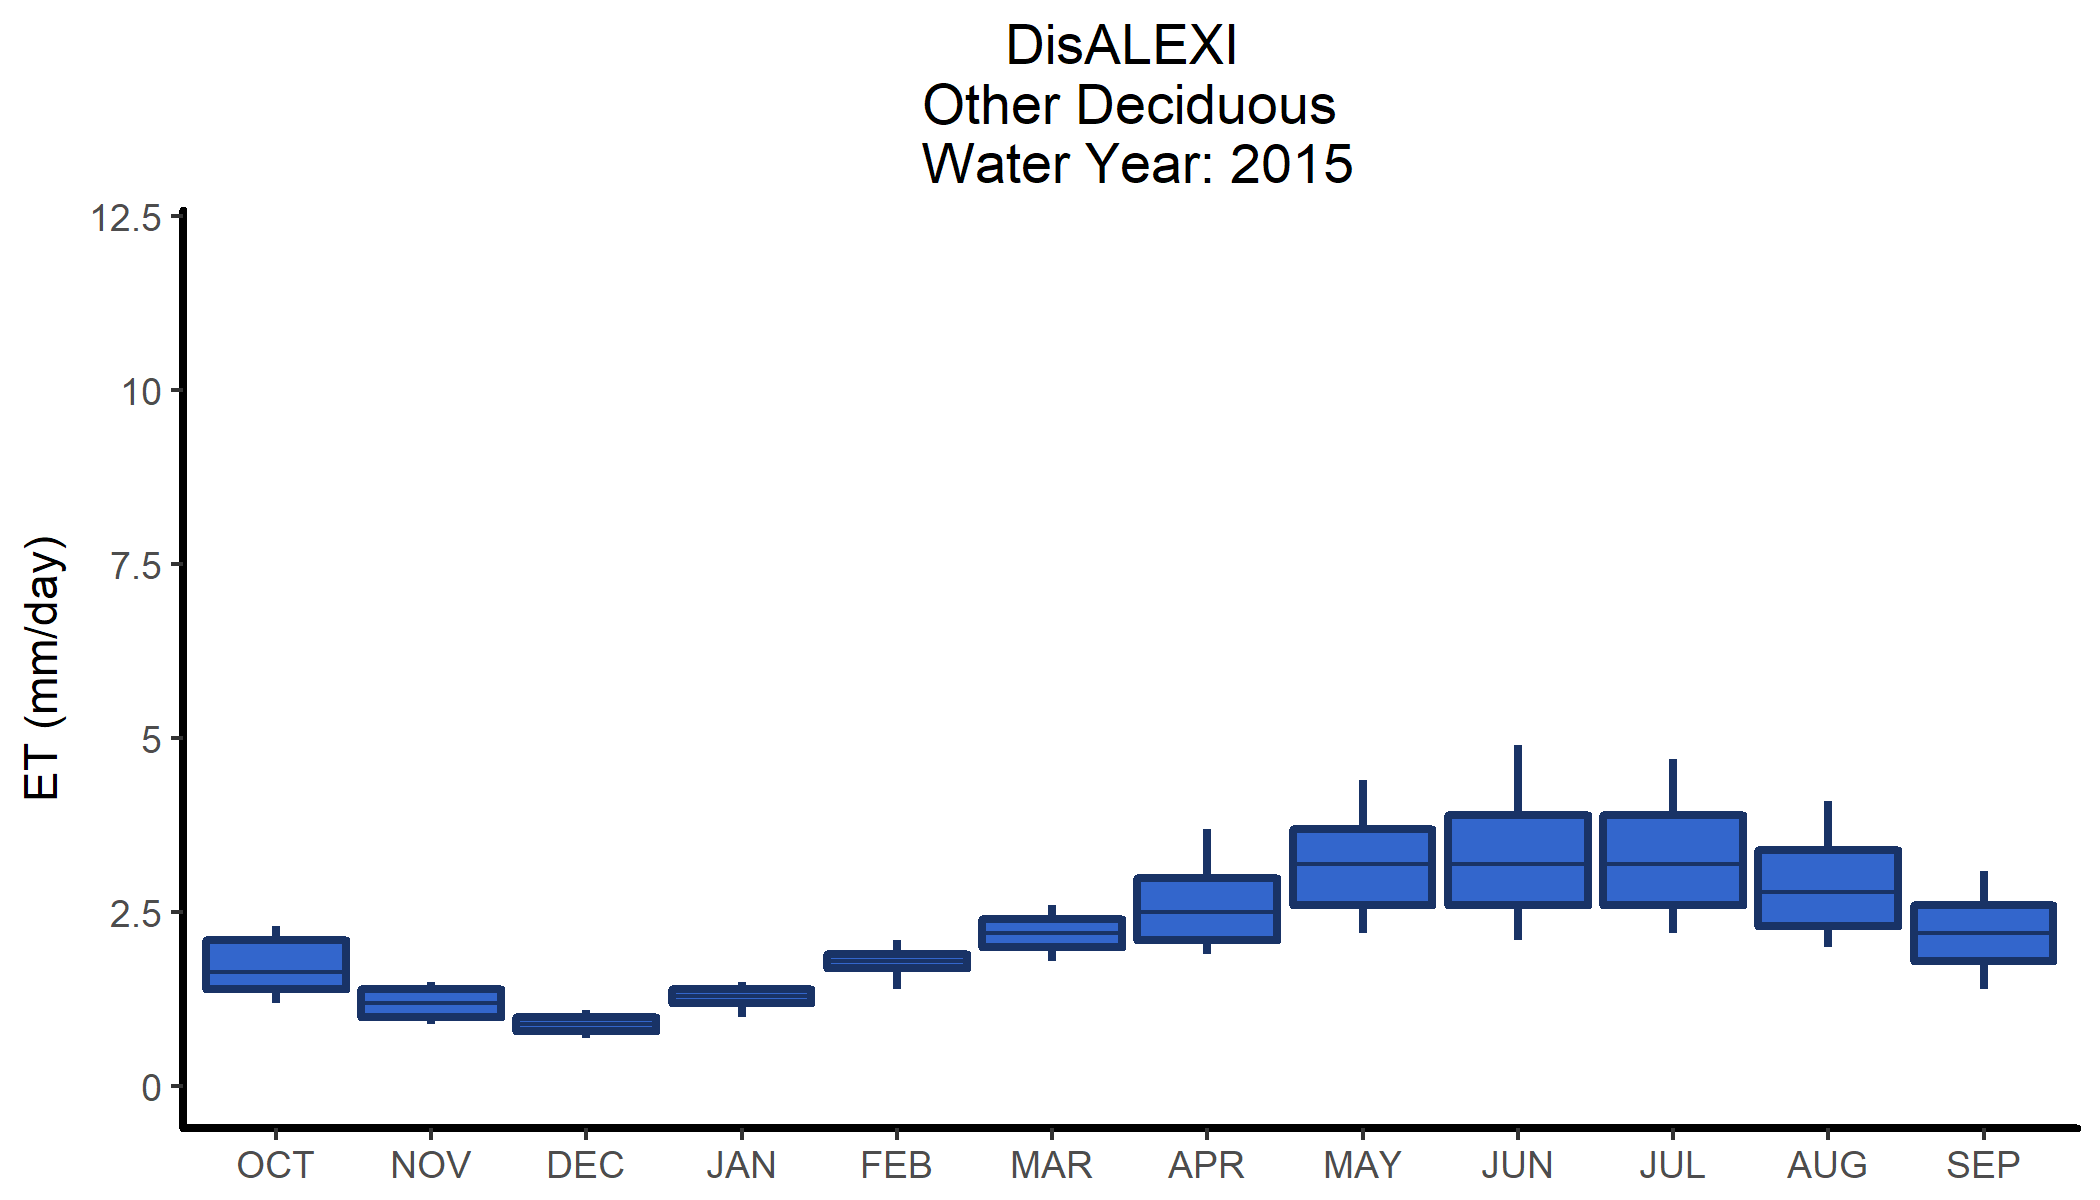 DisALEXI
Other Deciduous
Water Year: 2015
12.5
10
7.5
5
2.5
0
ET (mm/day)
OCT NOV DEC JAN FEB MAR APR MAY JUN JUL AUG SEP